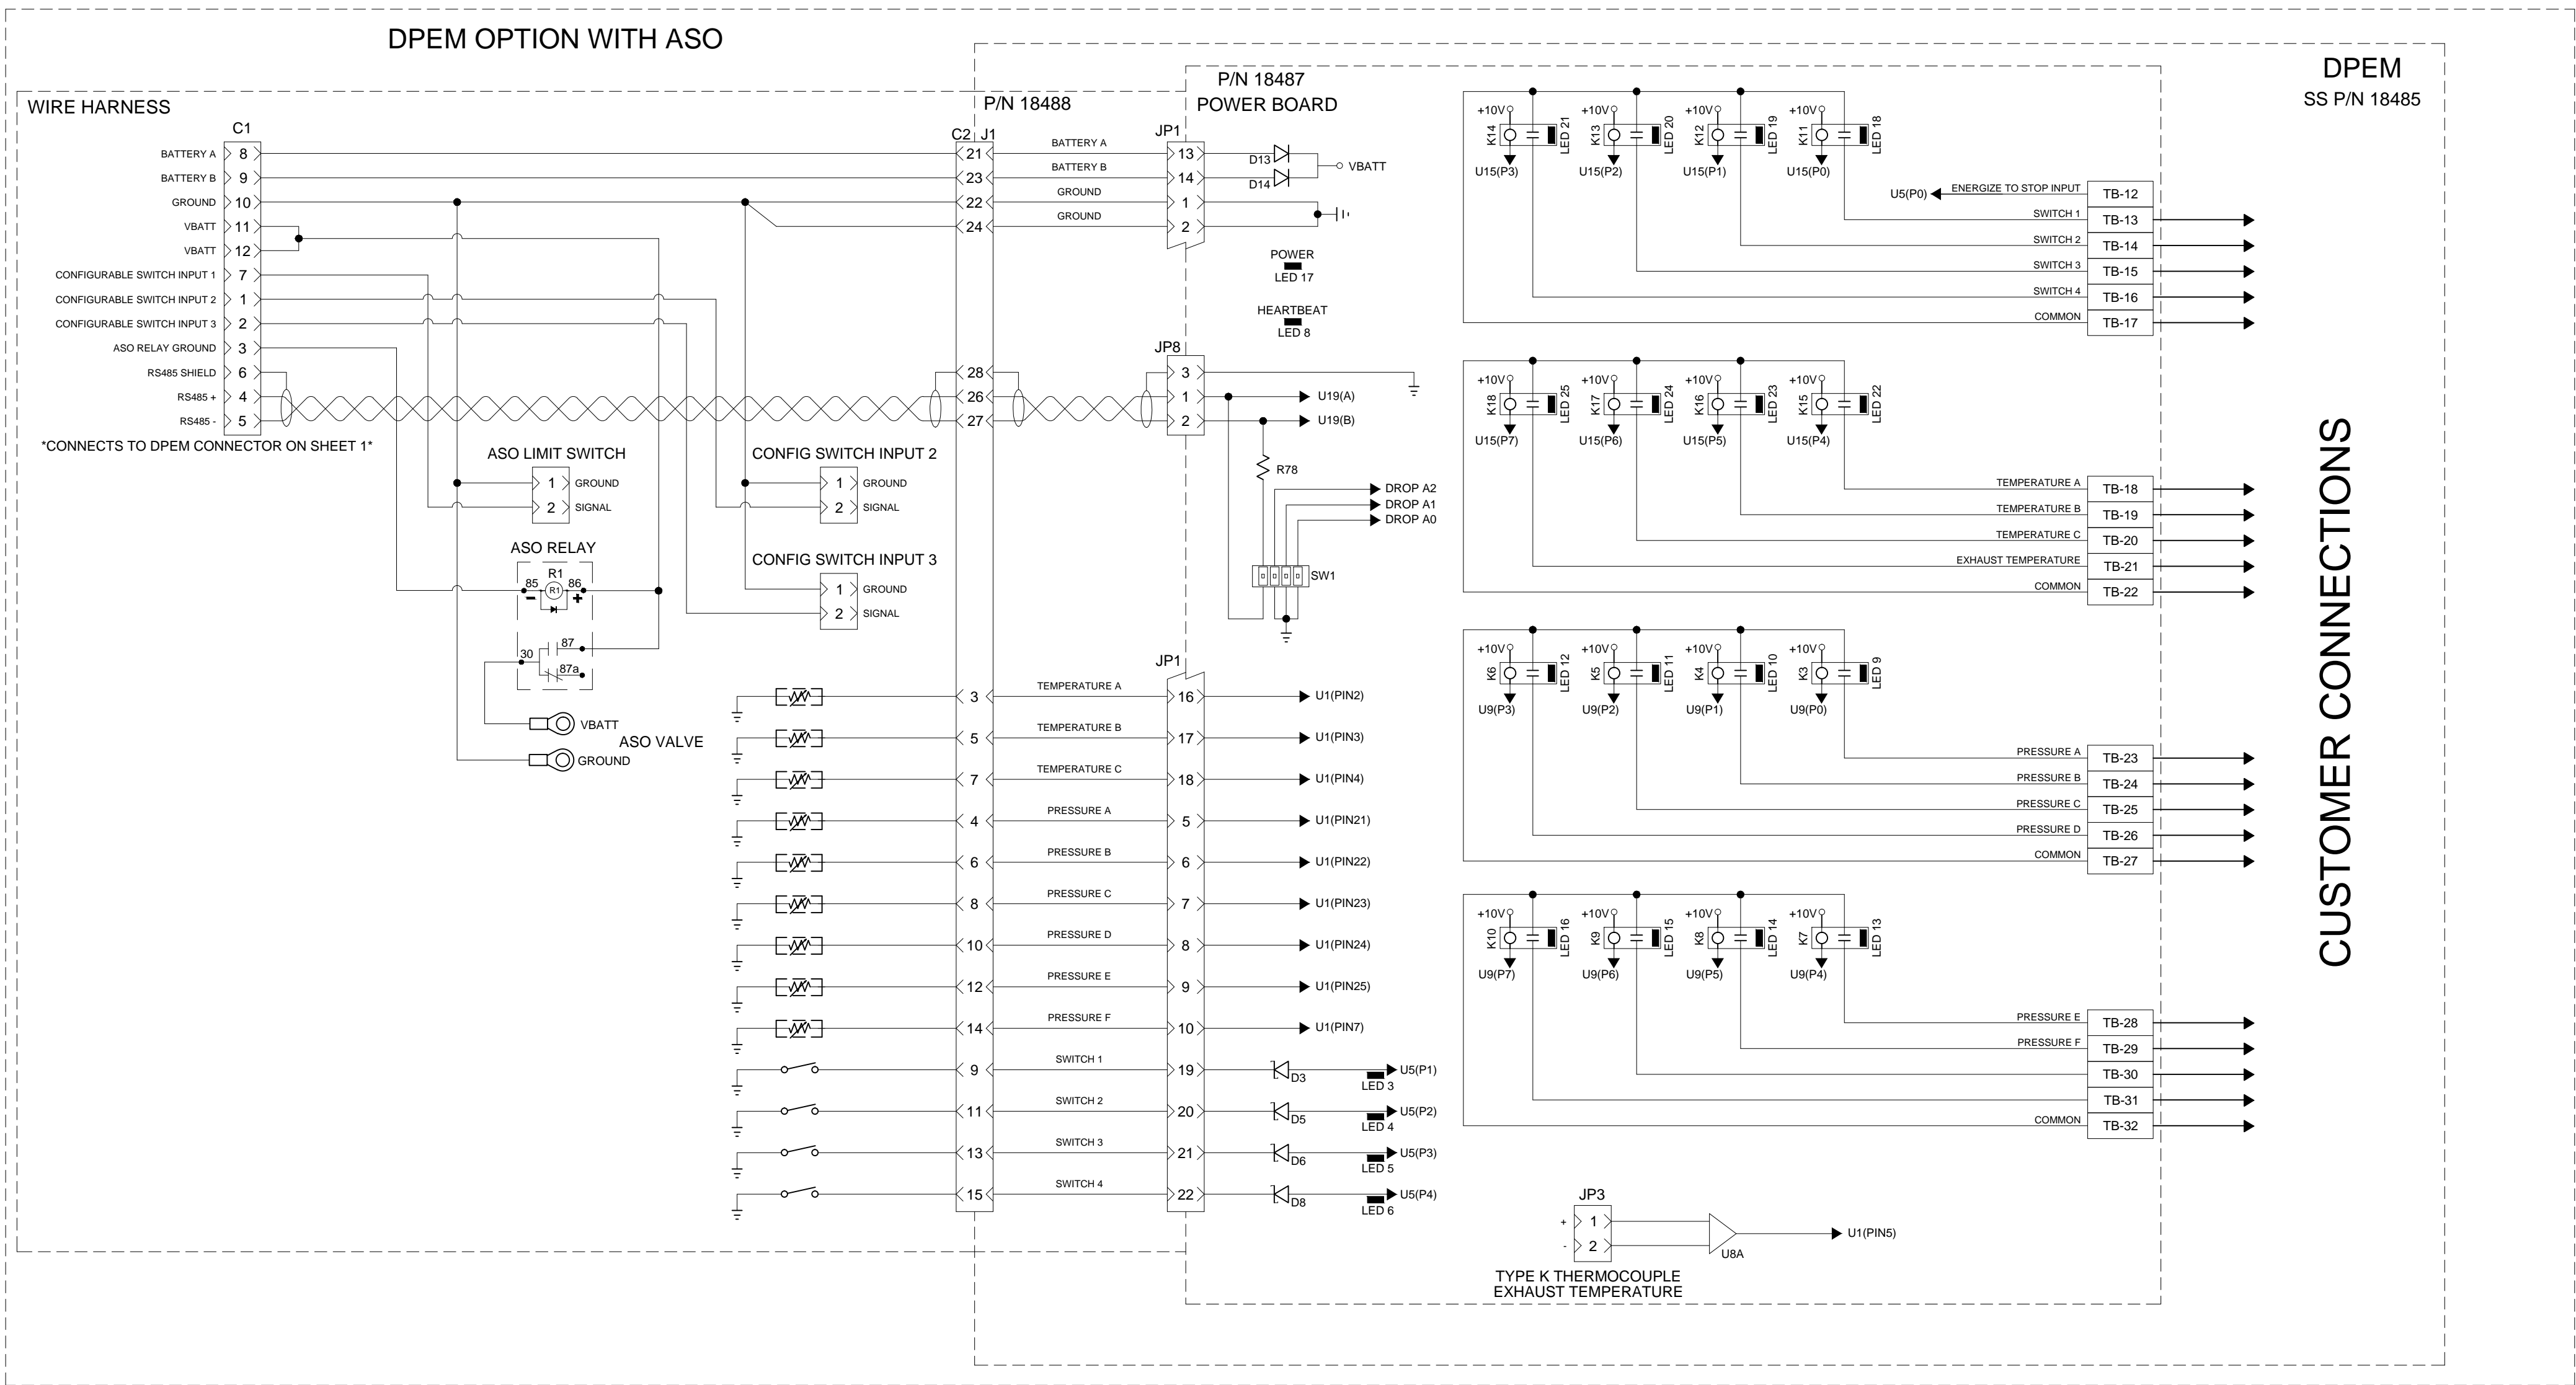 DPEM OPTION WITH ASO
DPEM
SS P/N 18485
WIRE HARNESS
P/N 18488
P/N 18487
POWER BOARD
C1
BATTERY A 8
BATTERY B 9
GROUND 10
VBATT 11
VBATT 12
CONFIGURABLE SWITCH INPUT 1 7
CONFIGURABLE SWITCH INPUT 2 1
CONFIGURABLE SWITCH INPUT 3 2
ASO RELAY GROUND 3
RS485 SHIELD 6
RS485 + 4
RS485 - 5
*CONNECTS TO DPEM CONNECTOR ON SHEET 1*
ASO LIMIT SWITCH
1 GROUND
2 SIGNAL
CONFIG SWITCH INPUT 2
1 GROUND
2 SIGNAL
CONFIG SWITCH INPUT 3
1 GROUND
2 SIGNAL
ASO RELAY
R1
85 R1 86
- +
30 87
87a
VBATT
ASO VALVE
GROUND
C2 J1
JP1
21 BATTERY A 13 D13
23 BATTERY B 14 D14
VBATT
22 GROUND 1
24 GROUND 2
POWER
LED 17
HEARTBEAT
LED 8
JP8
28 3
26 1 U19(A)
27 2 U19(B)
R78
DROP A2
DROP A1
DROP A0
SW1
JP1
3 TEMPERATURE A 16 U1(PIN2)
5 TEMPERATURE B 17 U1(PIN3)
7 TEMPERATURE C 18 U1(PIN4)
4 PRESSURE A 5 U1(PIN21)
6 PRESSURE B 6 U1(PIN22)
8 PRESSURE C 7 U1(PIN23)
10 PRESSURE D 8 U1(PIN24)
12 PRESSURE E 9 U1(PIN25)
14 PRESSURE F 10 U1(PIN7)
9 SWITCH 1 19 D3 LED 3 U5(P1)
11 SWITCH 2 20 D5 LED 4 U5(P2)
13 SWITCH 3 21 D6 LED 5 U5(P3)
15 SWITCH 4 22 D8 LED 6 U5(P4)
+10V +10V +10V +10V
K14 LED 21 K13 LED 20 K12 LED 19 K11 LED 18
U15(P3) U15(P2) U15(P1) U15(P0)
U5(P0) ENERGIZE TO STOP INPUT TB-12
SWITCH 1 TB-13
SWITCH 2 TB-14
SWITCH 3 TB-15
SWITCH 4 TB-16
COMMON TB-17
+10V +10V +10V +10V
K18 LED 25 K17 LED 24 K16 LED 23 K15 LED 22
U15(P7) U15(P6) U15(P5) U15(P4)
TEMPERATURE A TB-18
TEMPERATURE B TB-19
TEMPERATURE C TB-20
EXHAUST TEMPERATURE TB-21
COMMON TB-22
+10V +10V +10V +10V
K6 LED 12 K5 LED 11 K4 LED 10 K3 LED 9
U9(P3) U9(P2) U9(P1) U9(P0)
PRESSURE A TB-23
PRESSURE B TB-24
PRESSURE C TB-25
PRESSURE D TB-26
COMMON TB-27
+10V +10V +10V +10V
K10 LED 16 K9 LED 15 K8 LED 14 K7 LED 13
U9(P7) U9(P6) U9(P5) U9(P4)
PRESSURE E TB-28
PRESSURE F TB-29
TB-30
TB-31
COMMON TB-32
JP3
+ 1
- 2
U8A
U1(PIN5)
TYPE K THERMOCOUPLE
EXHAUST TEMPERATURE
CUSTOMER CONNECTIONS